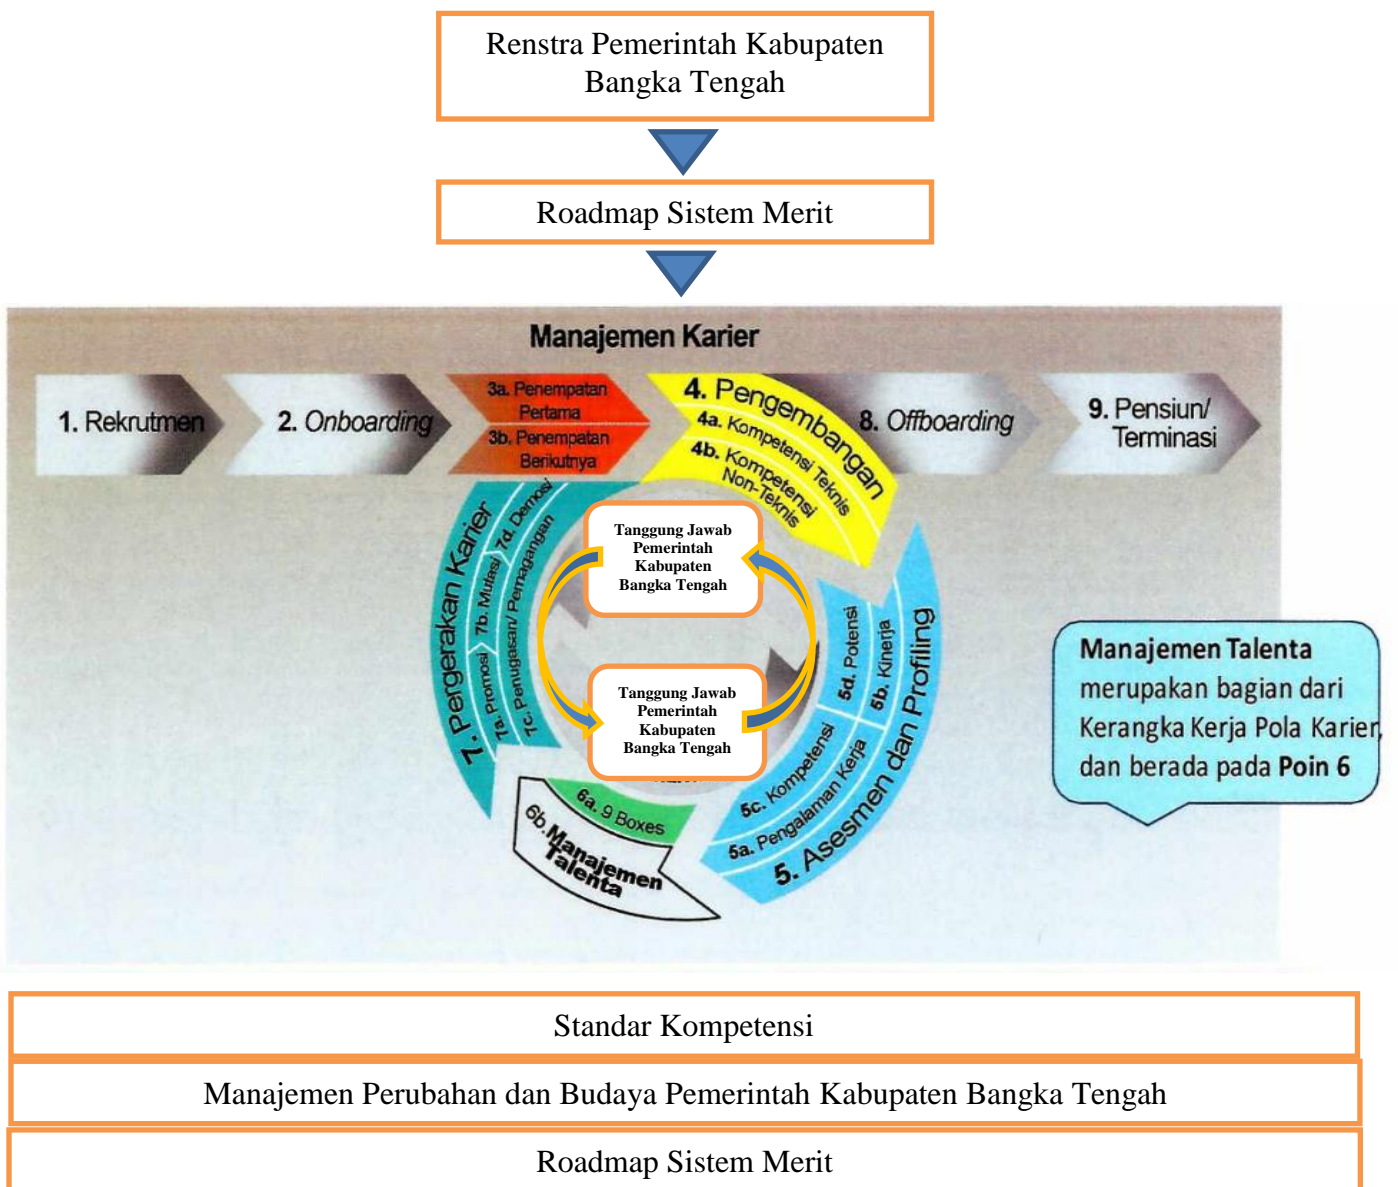 Renstra Pemerintah Kabupaten
Bangka Tengah
Roadmap Sistem Merit
Manajemen Karier
1. Rekrutmen
2. Onboarding
3a. Penempatan
Pertama
3b. Penempatan
Berikutnya
4. Pengembangan
4a. Kompetensi Teknis
4b. Kompetensi
Non-Teknis
8. Offboarding
9. Pensiun/
Terminasi
7. Pergerakan Karier
7a. Promosi
7b. Mutasi
7d. Demosi
7c. Penugasan/ Pemagangan
Tanggung Jawab
Pemerintah
Kabupaten
Bangka Tengah
Tanggung Jawab
Pemerintah
Kabupaten
Bangka Tengah
5d. Potensi
5b. Kinerja
5c. Kompetensi
5a. Pengalaman Kerja
5. Asesmen dan Profiling
6a. 9 Boxes
6b. Manajemen
Talenta
Manajemen Talenta
merupakan bagian dari
Kerangka Kerja Pola Karier,
dan berada pada Poin 6
Standar Kompetensi
Manajemen Perubahan dan Budaya Pemerintah Kabupaten Bangka Tengah
Roadmap Sistem Merit